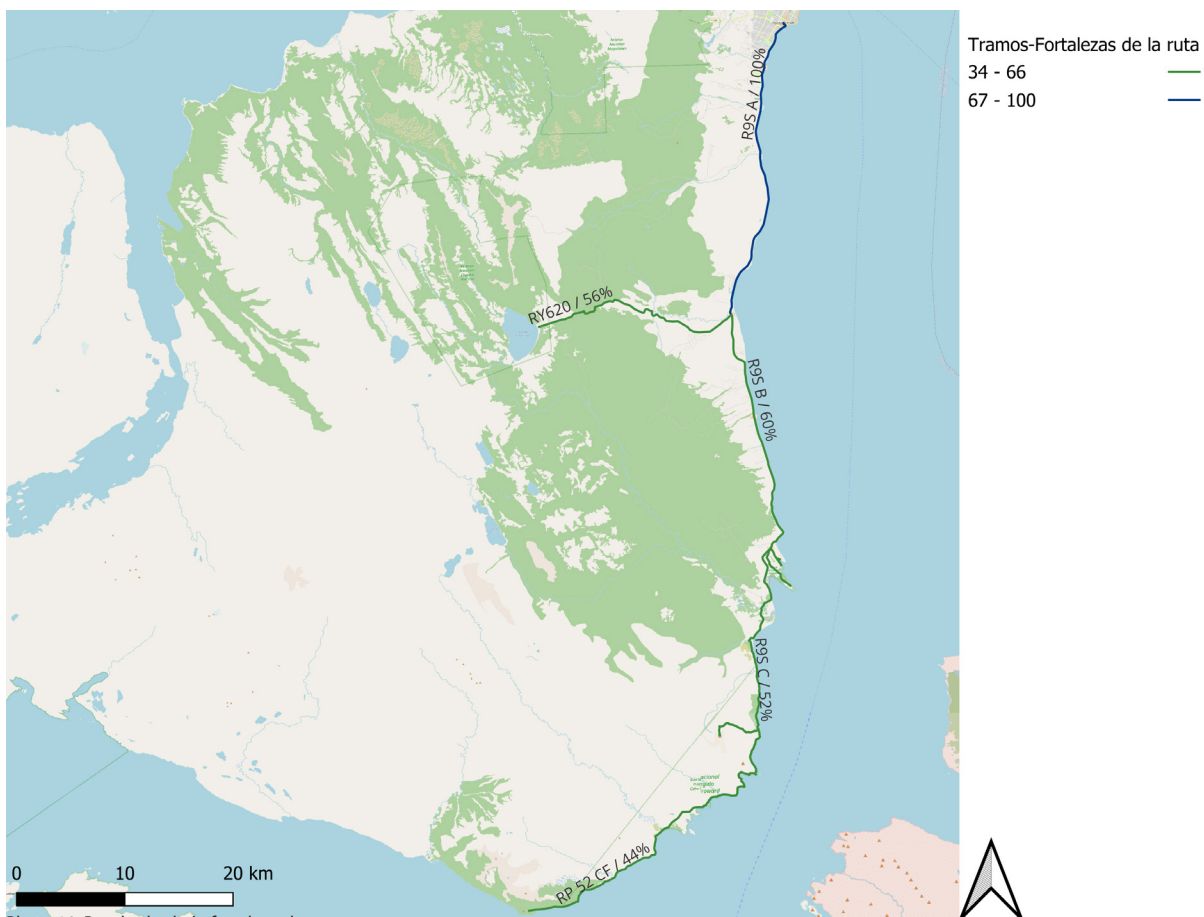 Tramos-Fortalezas de la ruta
34 - 66
67 - 100
R9S A / 100%
RY620 / 56%
R9S B / 60%
R9S C / 52%
RP 52 CF / 44%
0 10 20 km